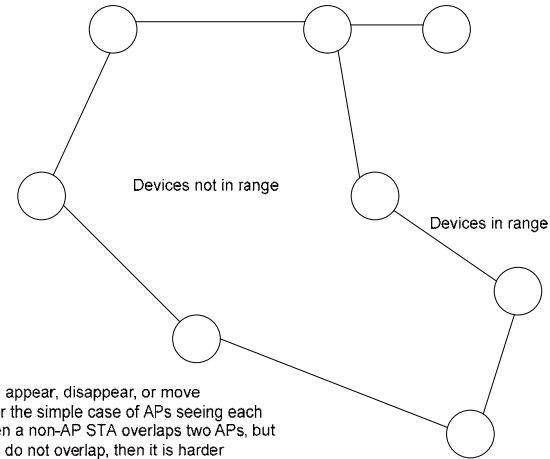 Devices not in range
Devices in range
appear, disappear, or move
the simple case of APs seeing each
a non-AP STA overlaps two APs, but
do not overlap, then it is harder